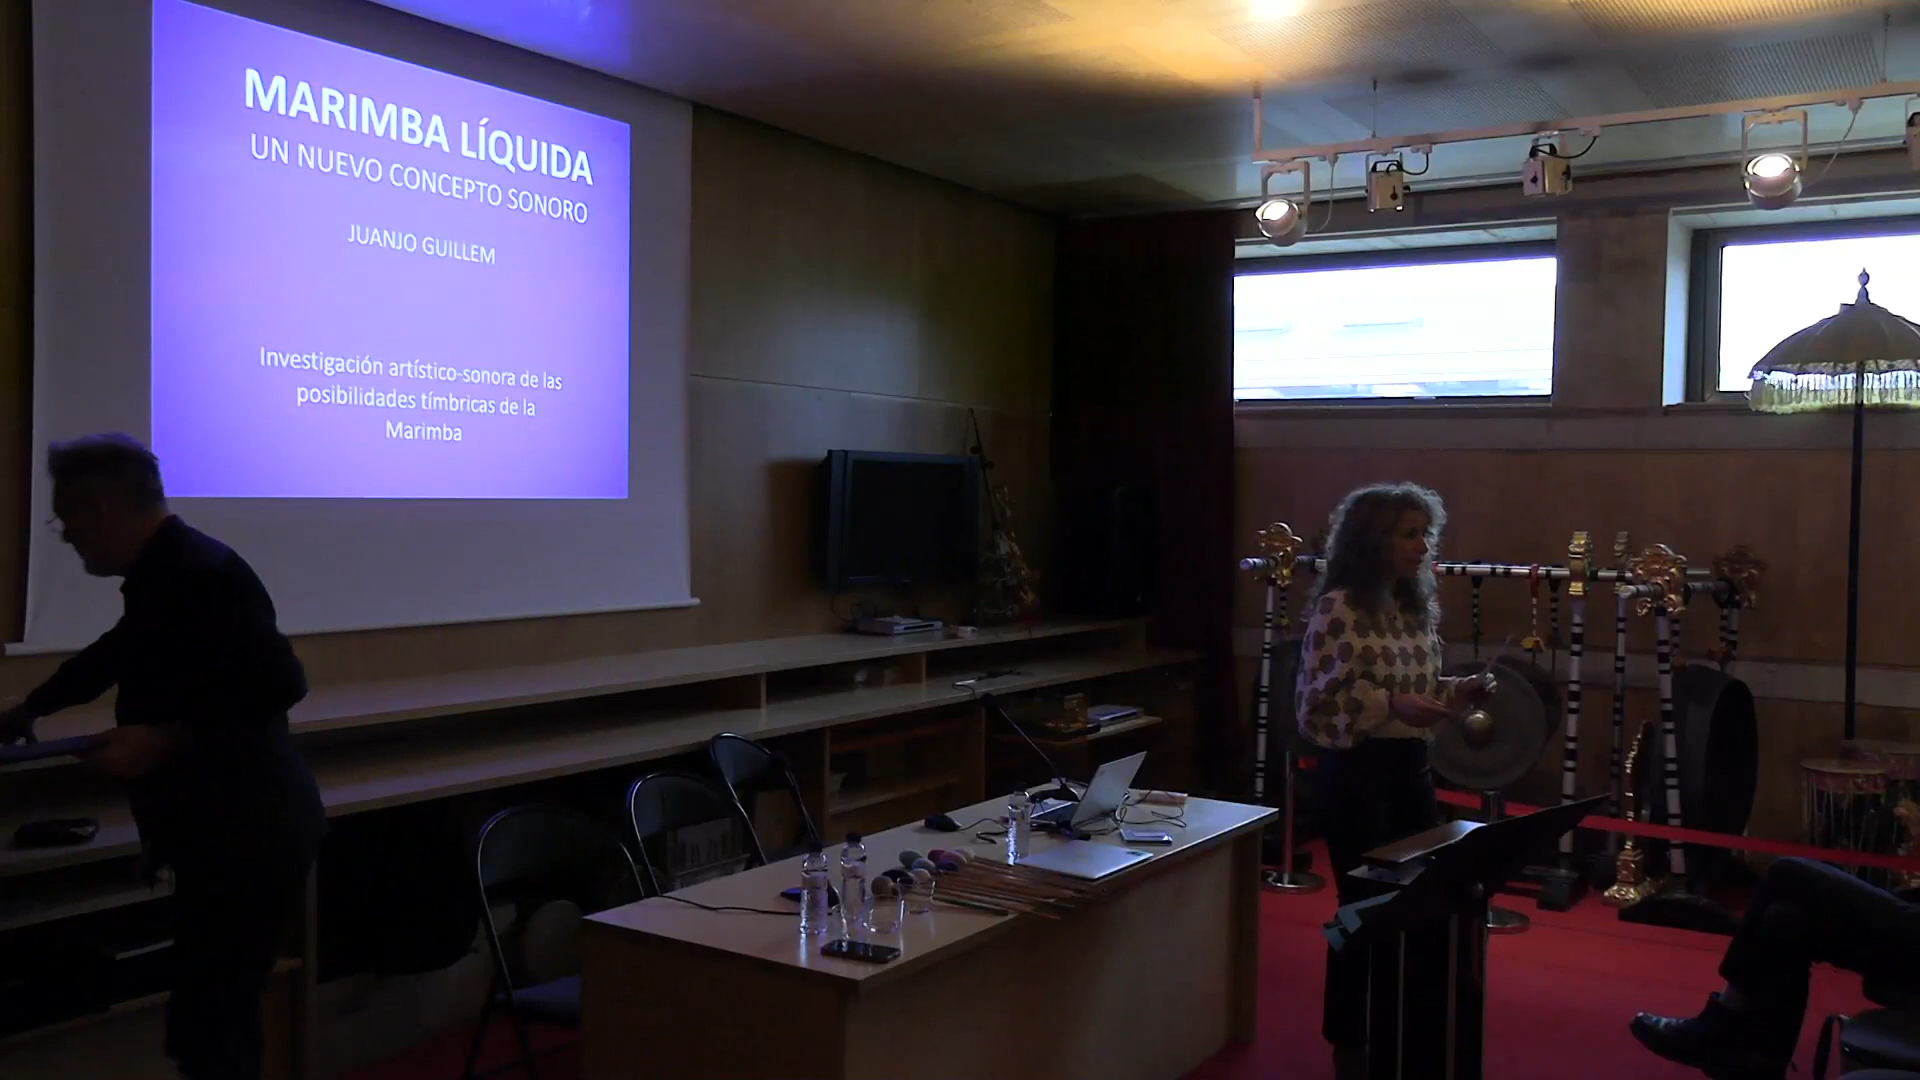 MARIMBA LÍQUIDA
UN NUEVO CONCEPTO SONORO
JUANJO GUILLEM
Investigación artístico-sonora de las
posibilidades tímbricas de la
Marimba